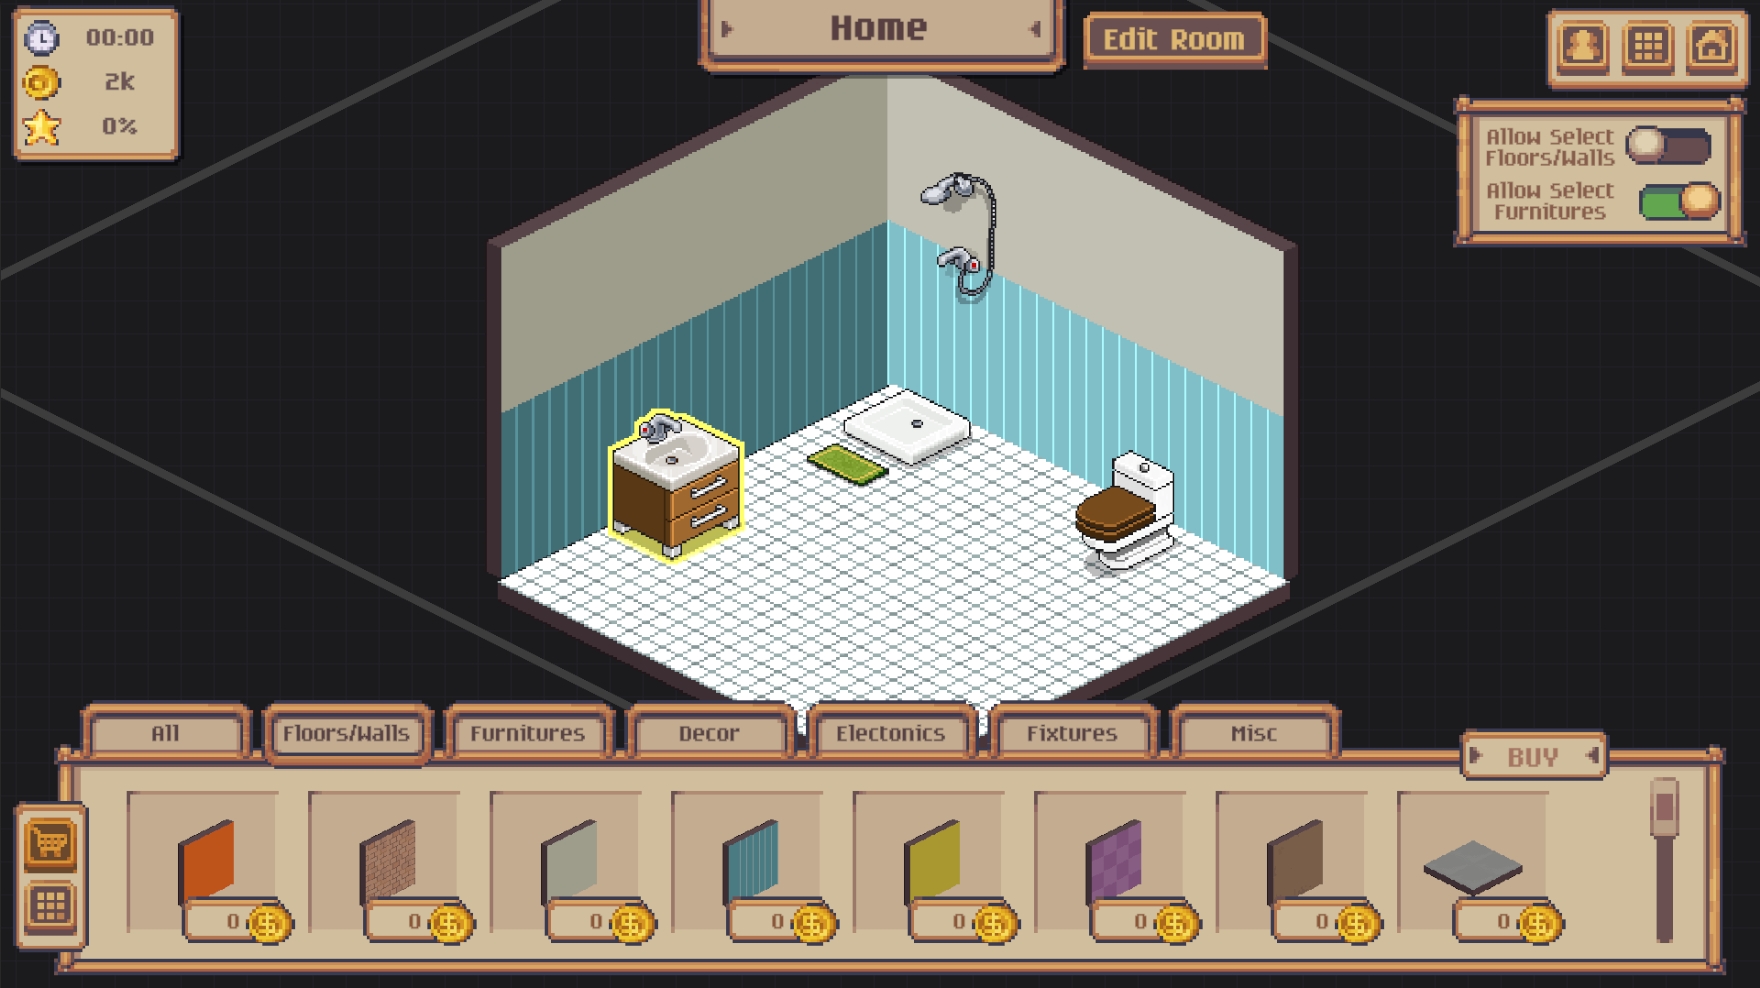 00:00
2k
0%
Home
Edit Room
Allow Select
Floors/Walls
Allow Select
Furnitures
All
Floors/Walls
Furnitures
Decor
Electonics
Fixtures
Misc
BUY
0
0
0
0
0
0
0
0